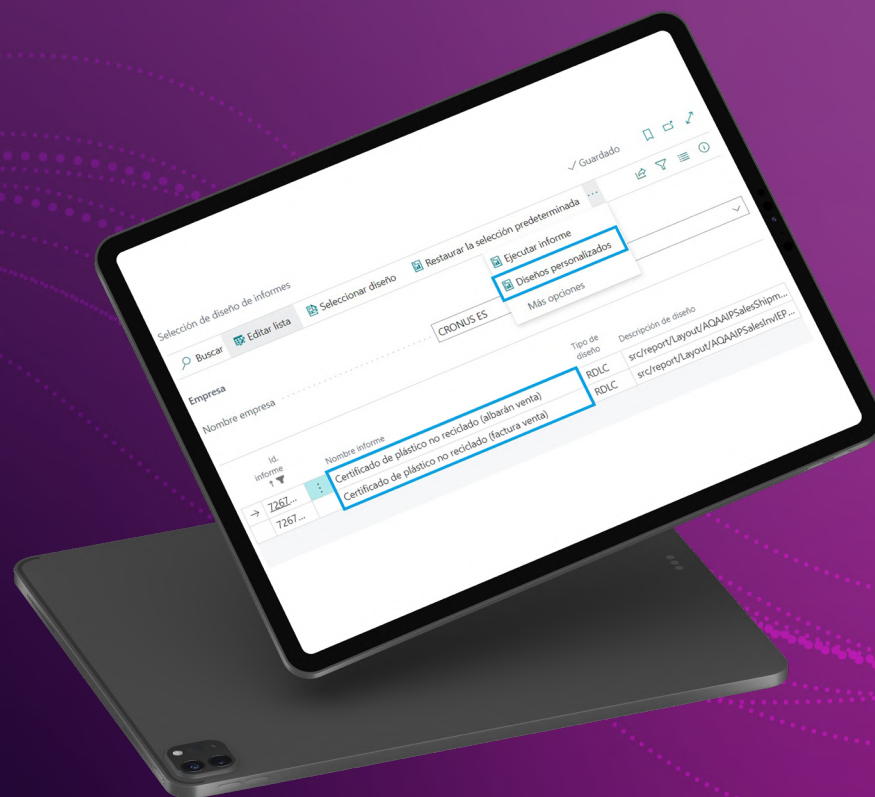 Guardado
Selección de diseño de informes
Buscar Editar lista Seleccionar diseño Restaurar la selección predeterminada ...
Ejecutar informe
Diseños personalizados
Más opciones
Empresa
Nombre empresa CRONUS ES
Id. informe Nombre informe Tipo de diseño Descripción de diseño
7267... Certificado de plástico no reciclado (albarán venta) RDLC src/report/Layout/AQAAIPSalesShipm...
7267... Certificado de plástico no reciclado (factura venta) RDLC src/report/Layout/AQAAIPSalesInvIEP...